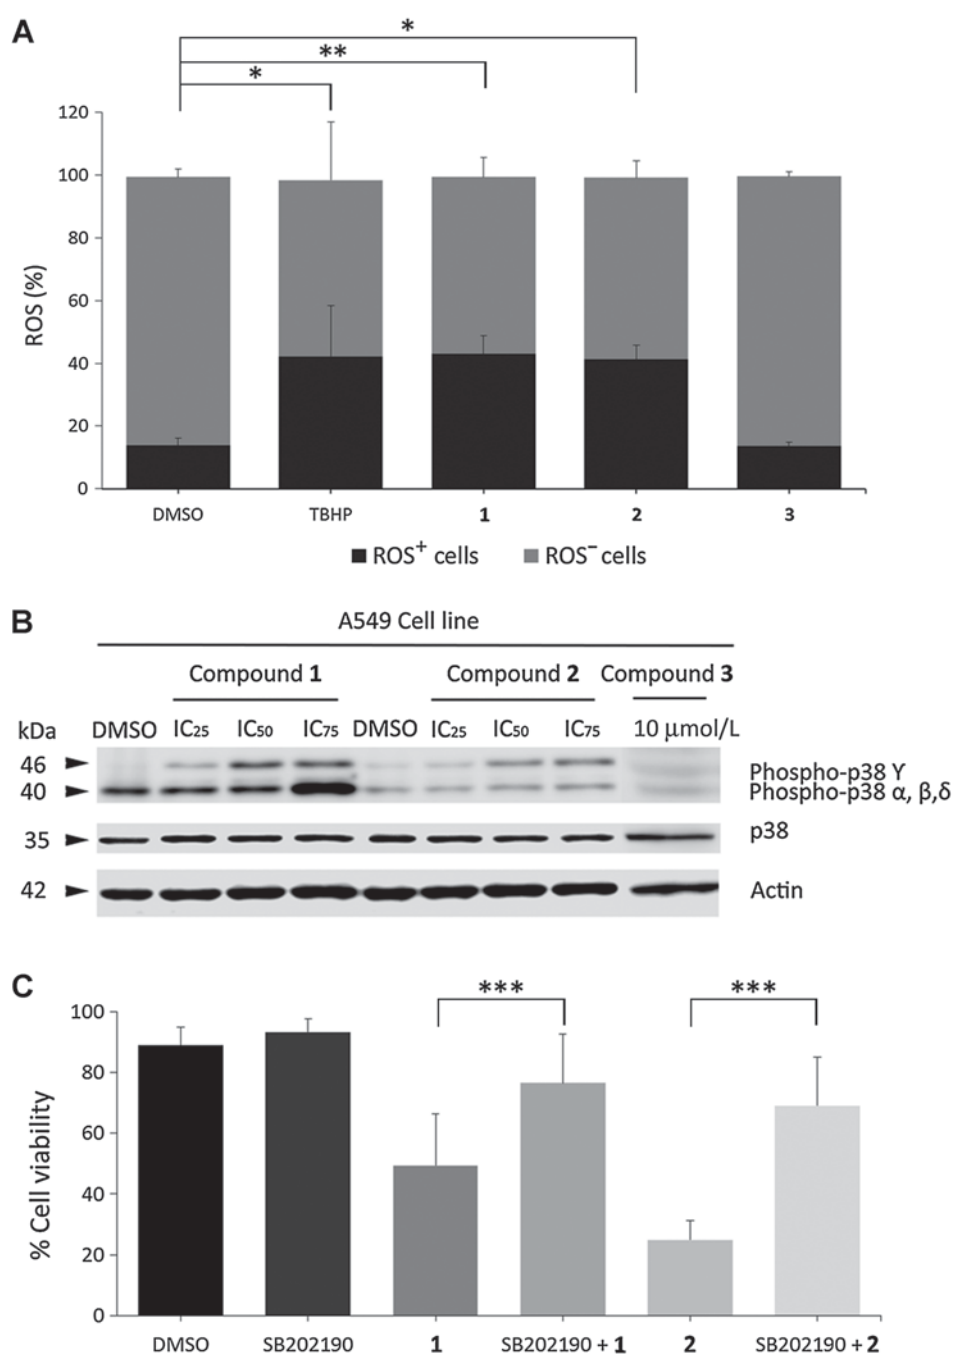 A
*
**
*
120
100
80
60
40
20
0
ROS (%)
DMSO TBHP 1 2 3
ROS+ cells ROS− cells
B
A549 Cell line
Compound 1 Compound 2 Compound 3
kDa DMSO IC25 IC50 IC75 DMSO IC25 IC50 IC75 10 μmol/L
46 Phospho-p38 ϒ
40 Phospho-p38 α, β,δ
35 p38
42 Actin
C
*** ***
100
80
60
40
20
0
% Cell viability
DMSO SB202190 1 SB202190 + 1 2 SB202190 + 2